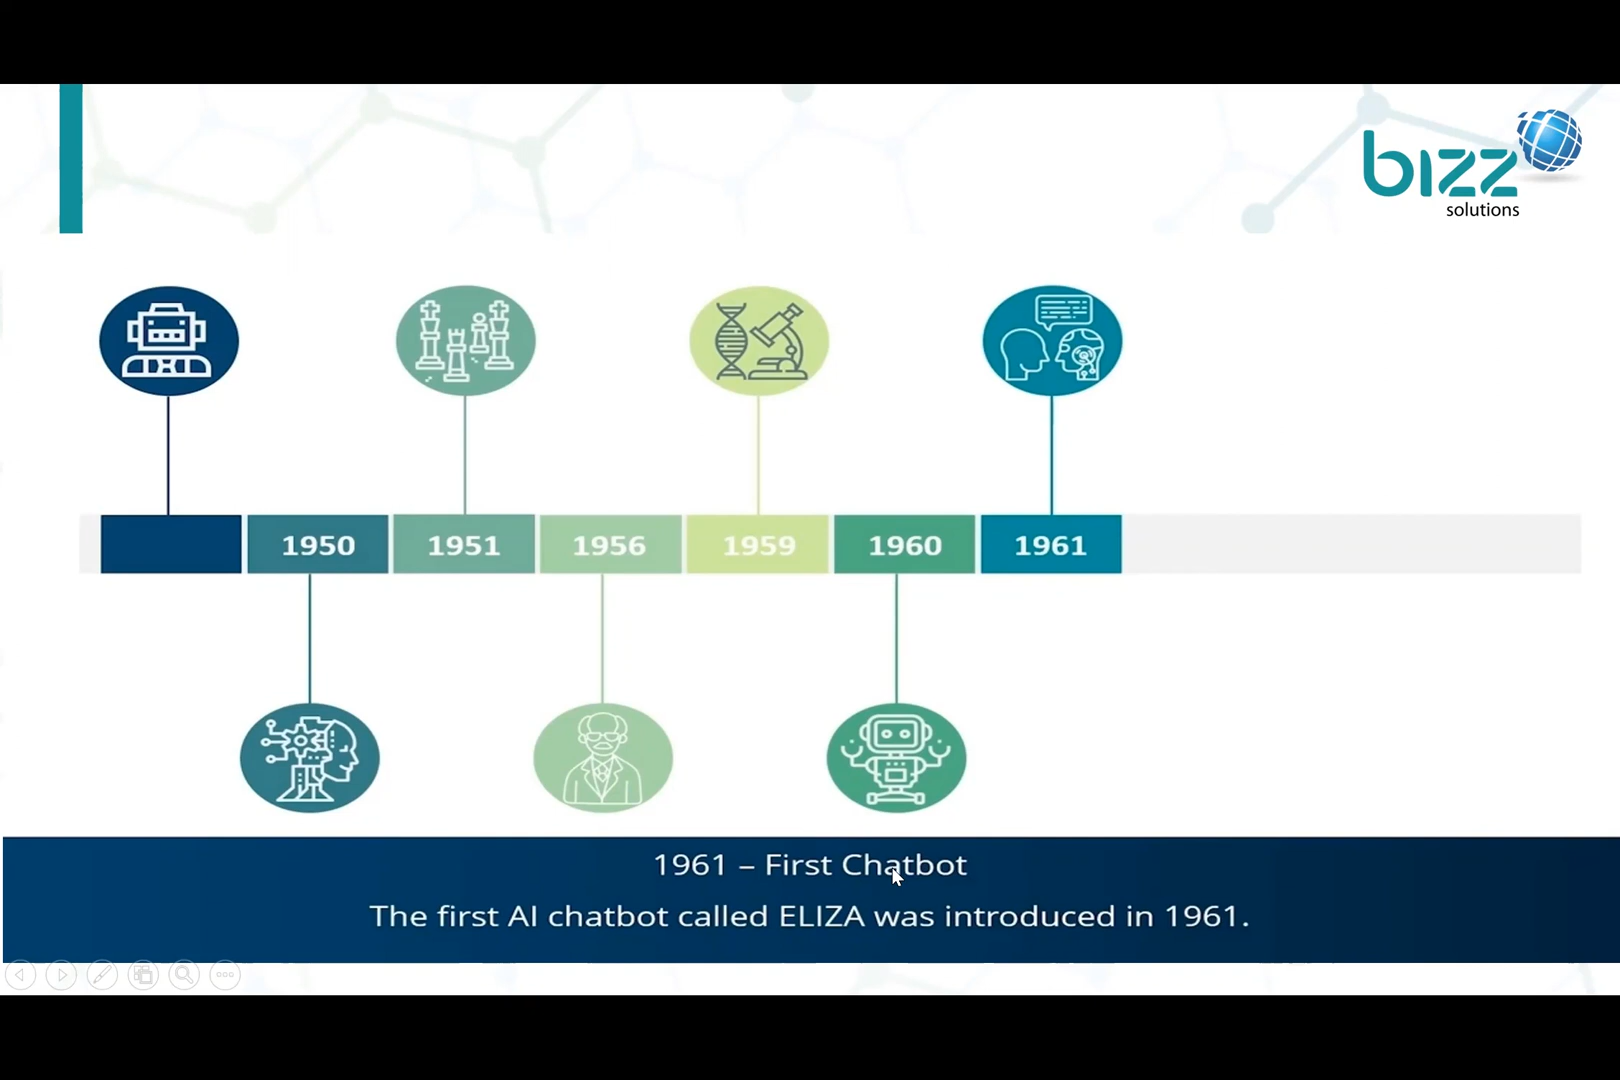 bizz
solutions
1950
1951
1956
1959
1960
1961
1961 – First Chatbot
The first AI chatbot called ELIZA was introduced in 1961.